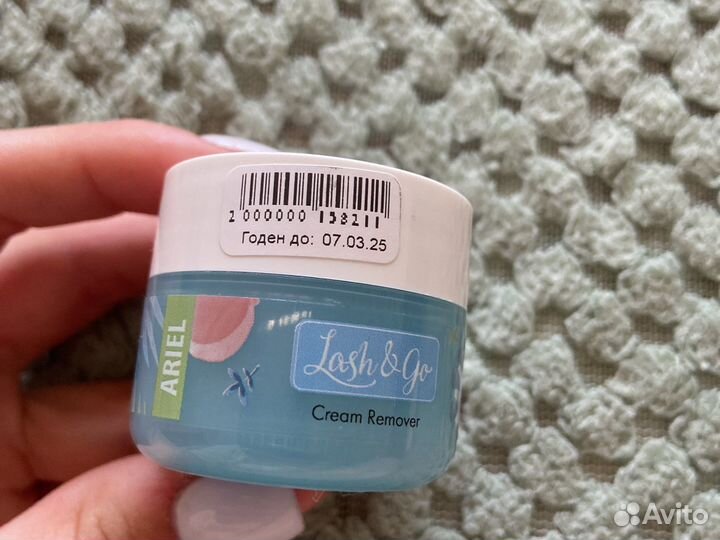 2 000000 158211
Годен до: 07.03.25
ARIEL
Lash & Go
Cream Remover
Avito